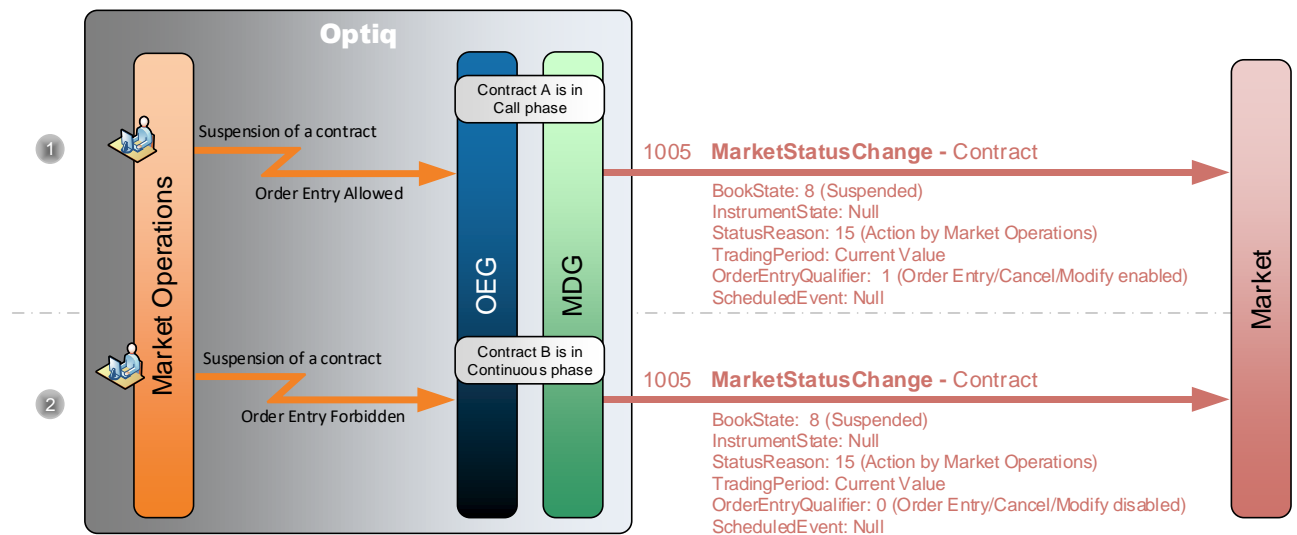 Optiq
Market Operations
OEG
MDG
Market
1
Contract A is in
Call phase
Suspension of a contract
Order Entry Allowed
1005 MarketStatusChange - Contract
BookState: 8 (Suspended)
InstrumentState: Null
StatusReason: 15 (Action by Market Operations)
TradingPeriod: Current Value
OrderEntryQualifier: 1 (Order Entry/Cancel/Modify enabled)
ScheduledEvent: Null
2
Contract B is in
Continuous phase
Suspension of a contract
Order Entry Forbidden
1005 MarketStatusChange - Contract
BookState: 8 (Suspended)
InstrumentState: Null
StatusReason: 15 (Action by Market Operations)
TradingPeriod: Current Value
OrderEntryQualifier: 0 (Order Entry/Cancel/Modify disabled)
ScheduledEvent: Null